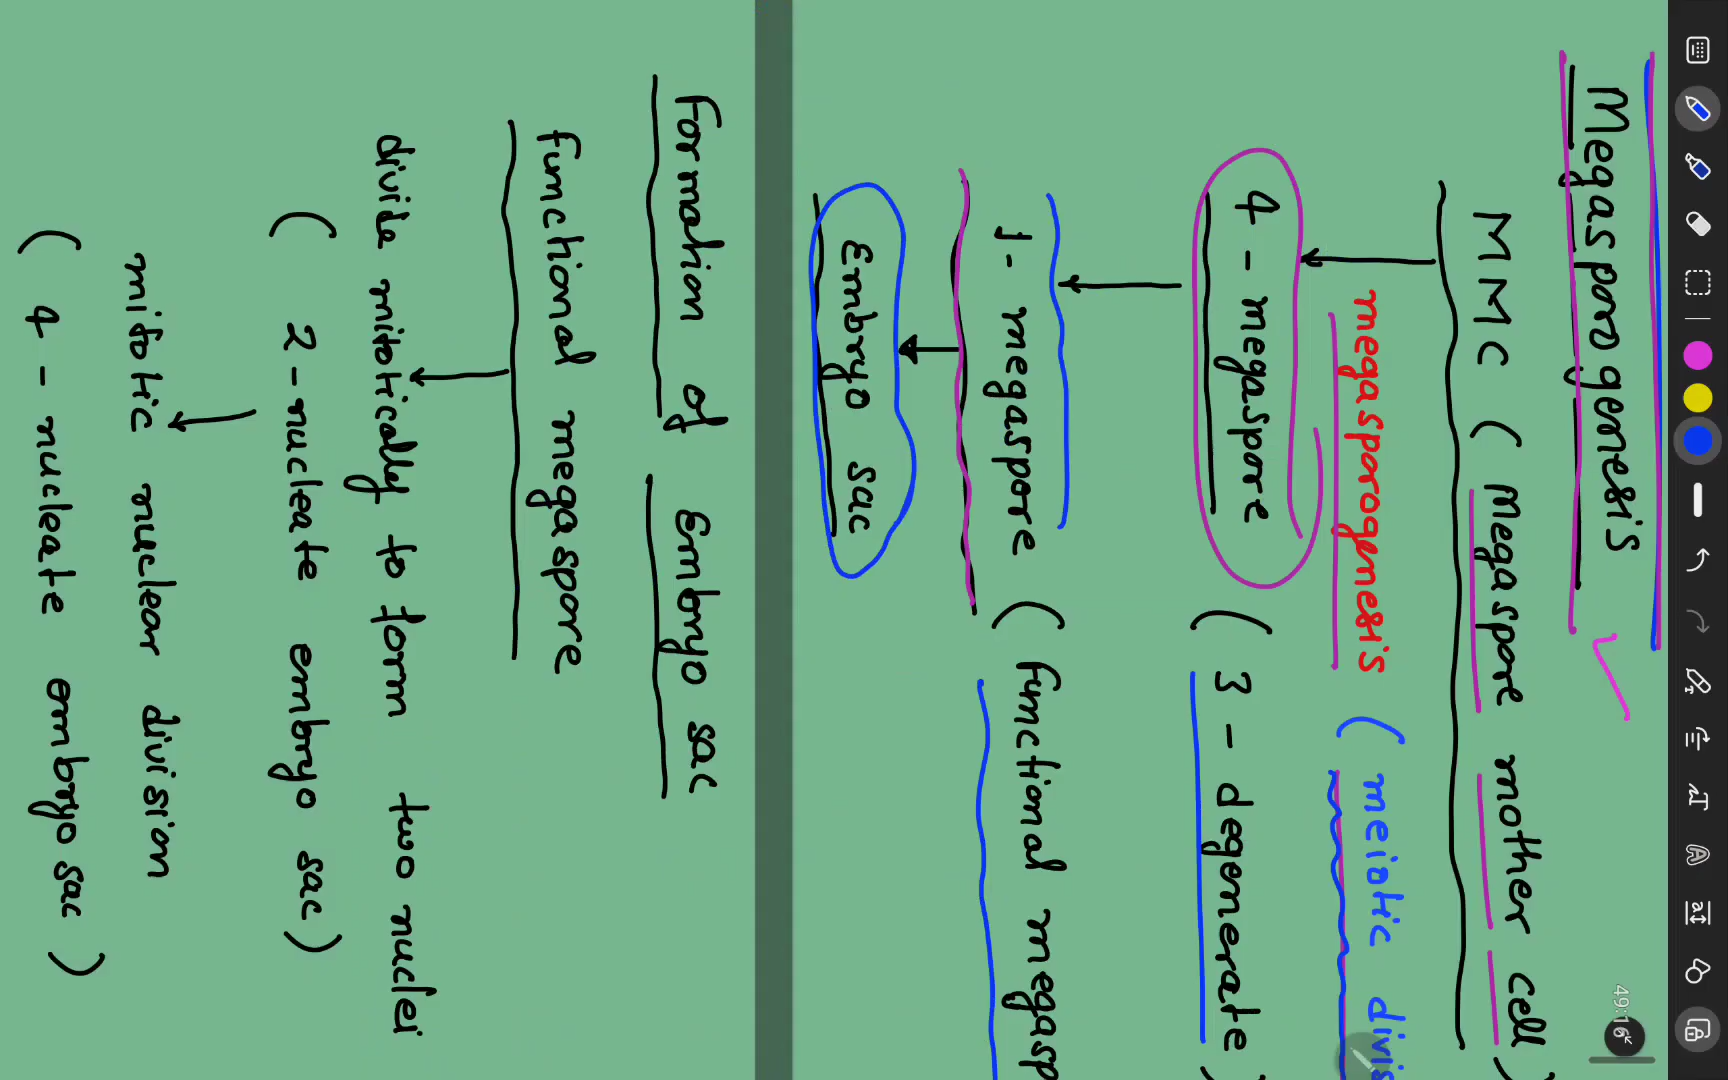 Megasporogenesis
MMC (Megaspore mother cell)
megasporogenesis (meiotic
4 - megaspore (3 - degenerate)
1 - megaspore (functional
Embryo sac
Formation of Embryo sac
functional megaspore
divide mitotically to form two nuclei
(2-nucleate embryo sac)
mitotic nuclear division
(4 - nucleate embryo sac)